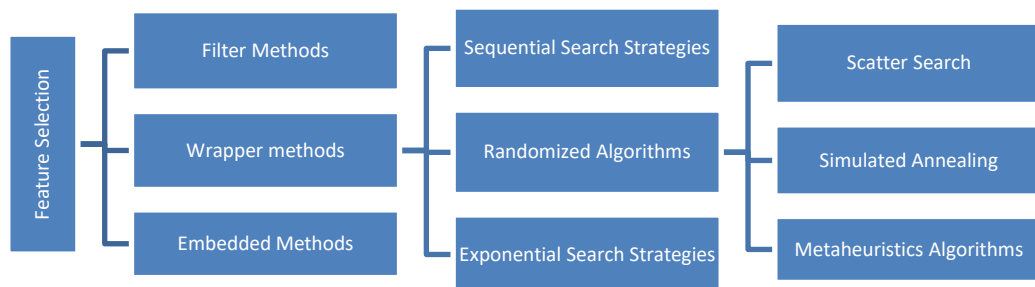 Feature Selection
Filter Methods
Wrapper methods
Embedded Methods
Sequential Search Strategies
Randomized Algorithms
Exponential Search Strategies
Scatter Search
Simulated Annealing
Metaheuristics Algorithms